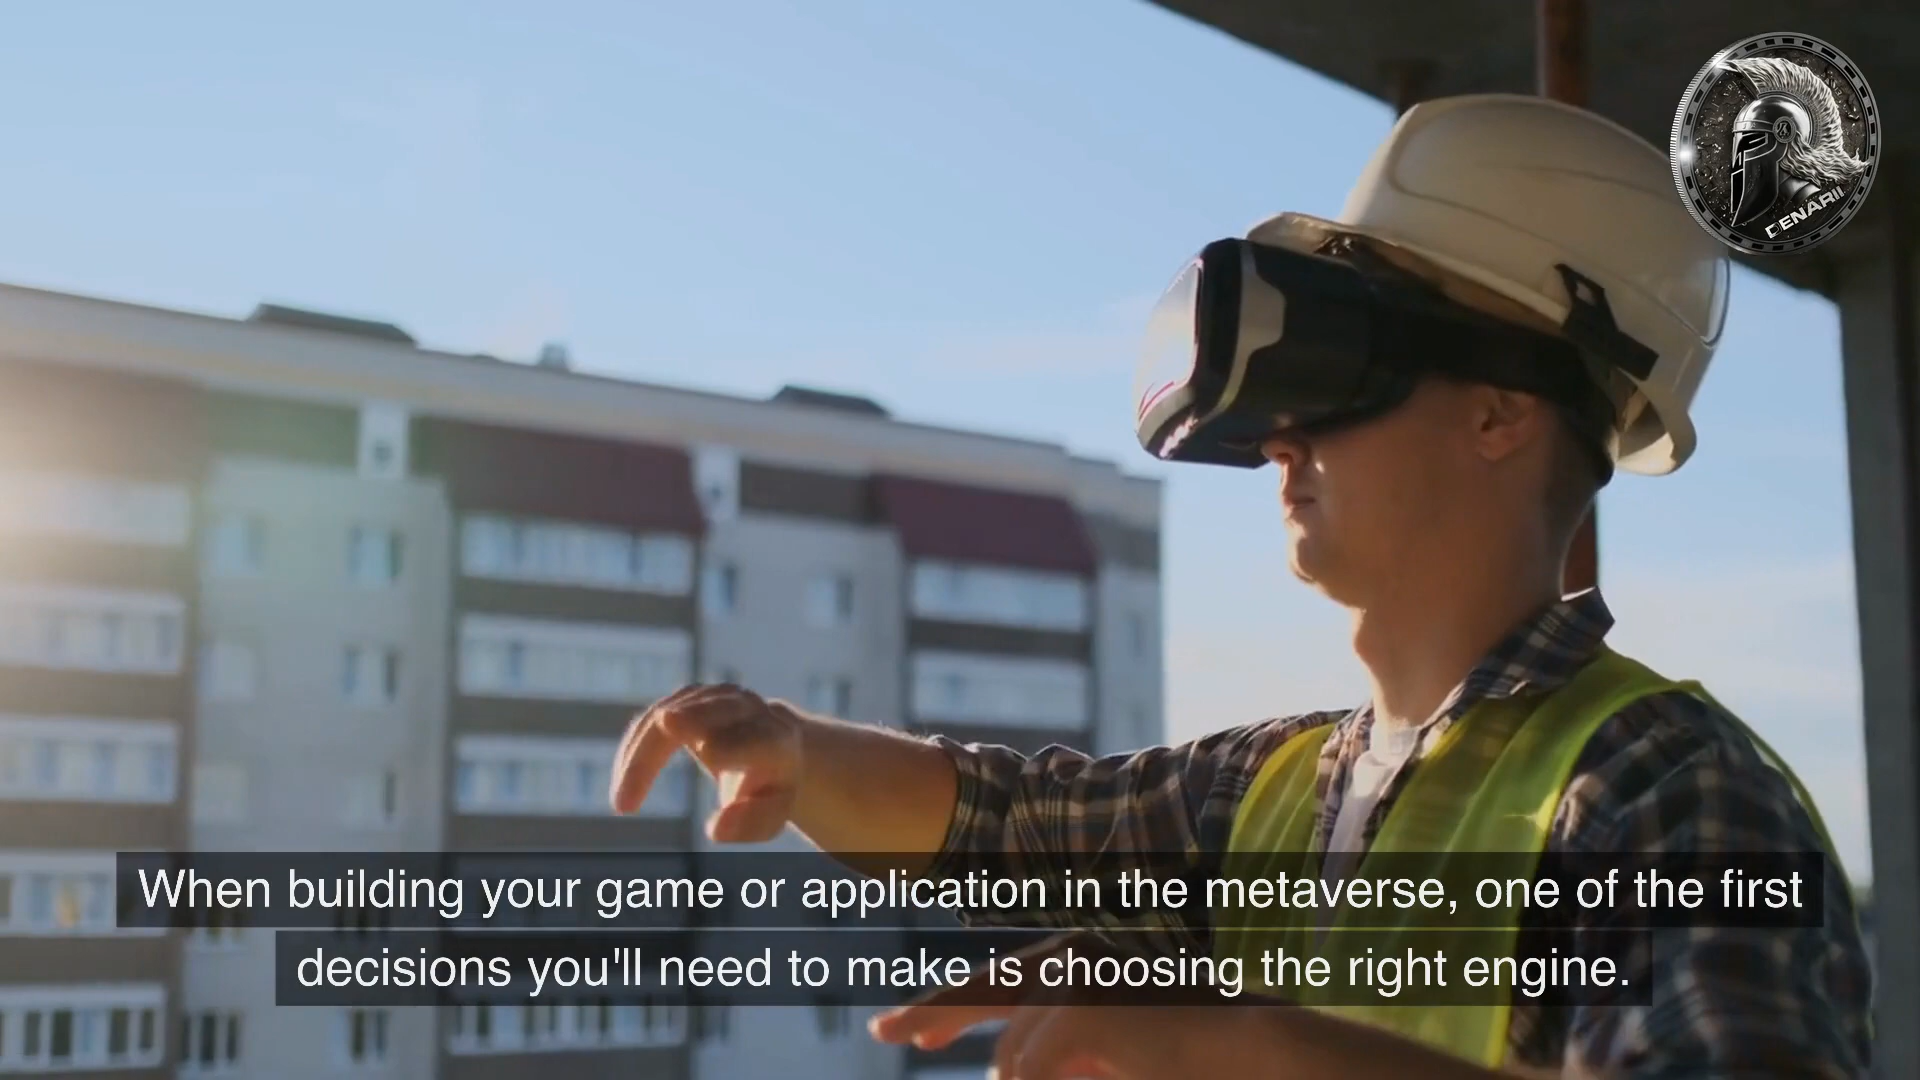 DENARII
When building your game or application in the metaverse, one of the first
decisions you'll need to make is choosing the right engine.